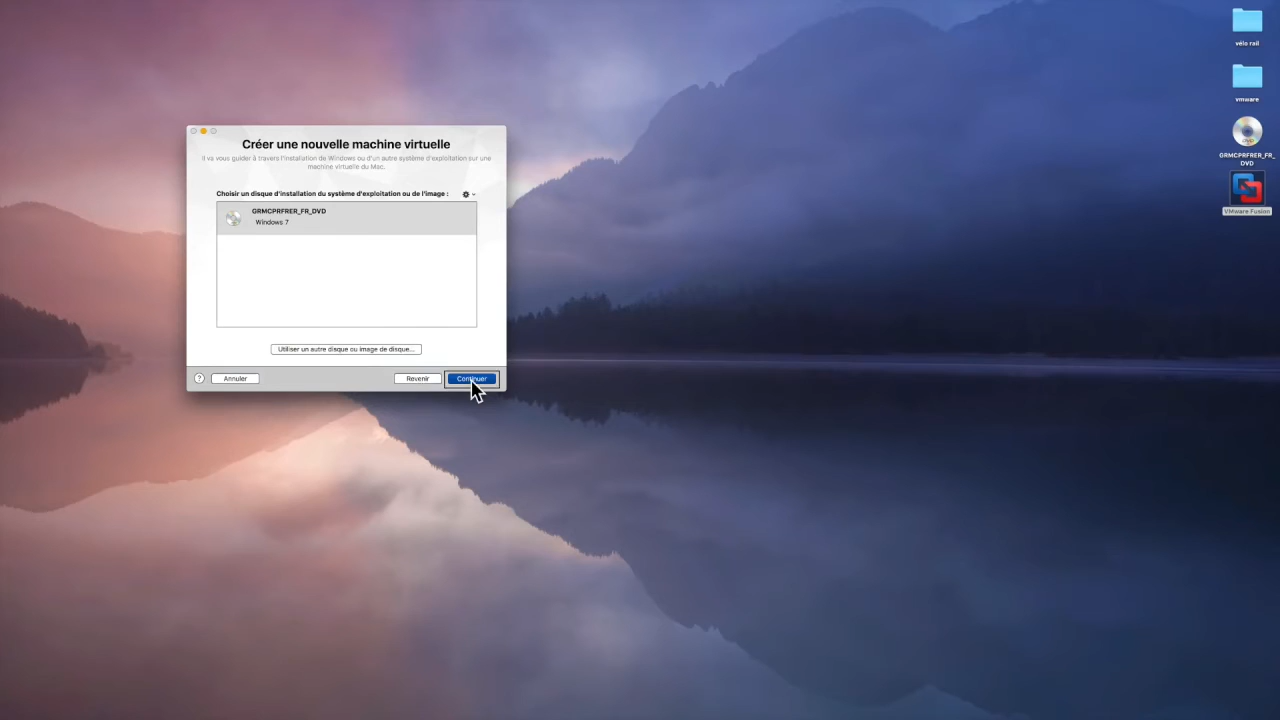 Créer une nouvelle machine virtuelle
Il va vous guider à travers l'installation de Windows ou d'un autre système d'exploitation sur une
machine virtuelle du Mac.
Choisir un disque d'installation du système d'exploitation ou de l'image :
GRMCPRFRER_FR_DVD
Windows 7
Utiliser un autre disque ou image de disque...
?
Annuler
Revenir
Continuer
vélo rail
vmware
GRMCPRFRER_FR_
DVD
VMware Fusion